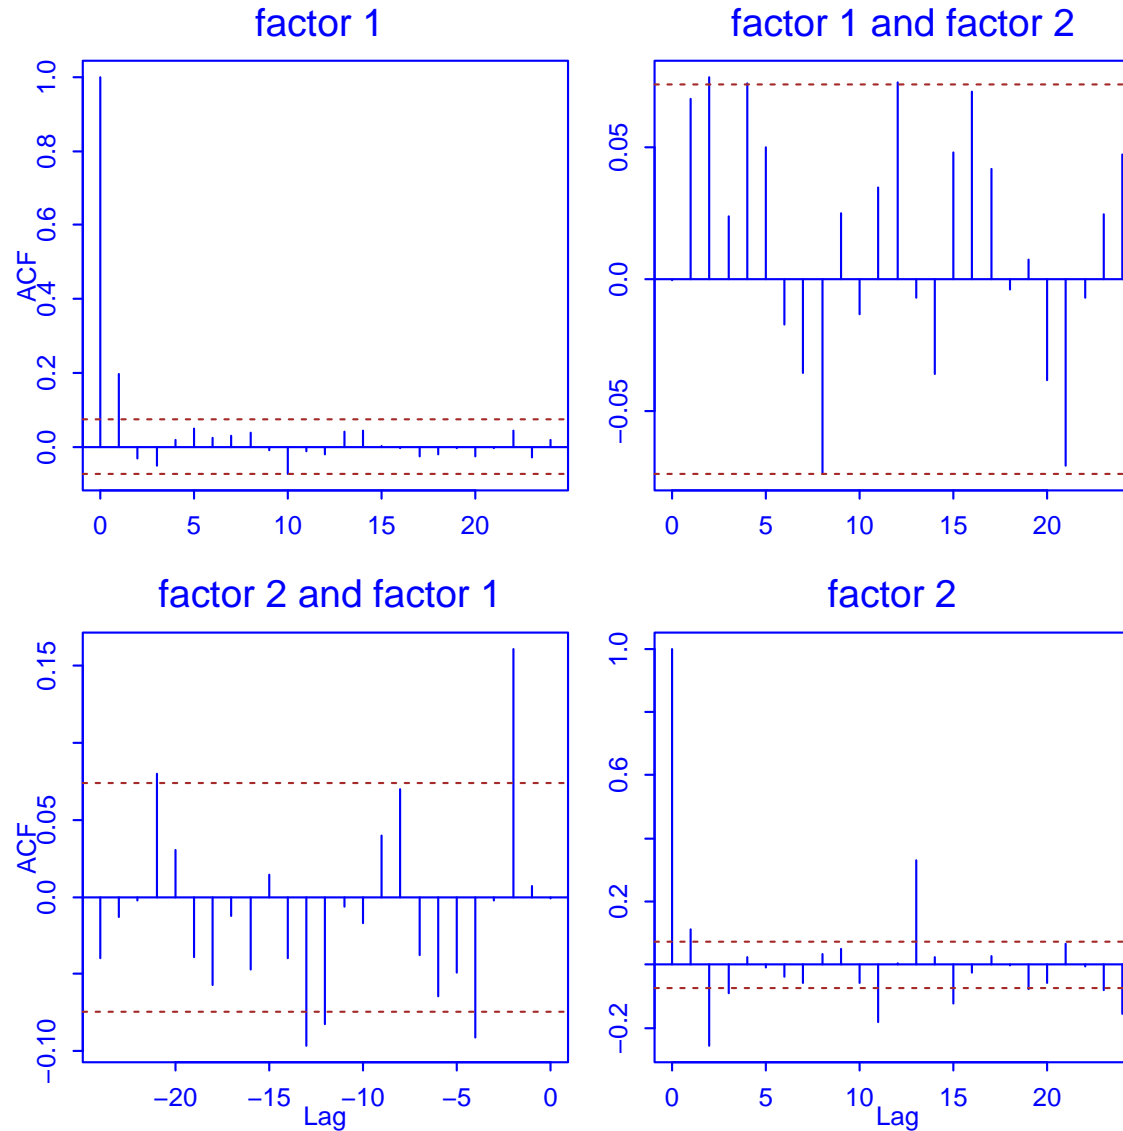 factor 1
ACF
0.0 0.2 0.4 0.6 0.8 1.0
0 5 10 15 20
factor 1 and factor 2
−0.05 0.0 0.05
0 5 10 15 20
factor 2 and factor 1
ACF
−0.10 0.0 0.05 0.15
−20 −15 −10 −5 0
Lag
factor 2
−0.2 0.2 0.6 1.0
0 5 10 15 20
Lag